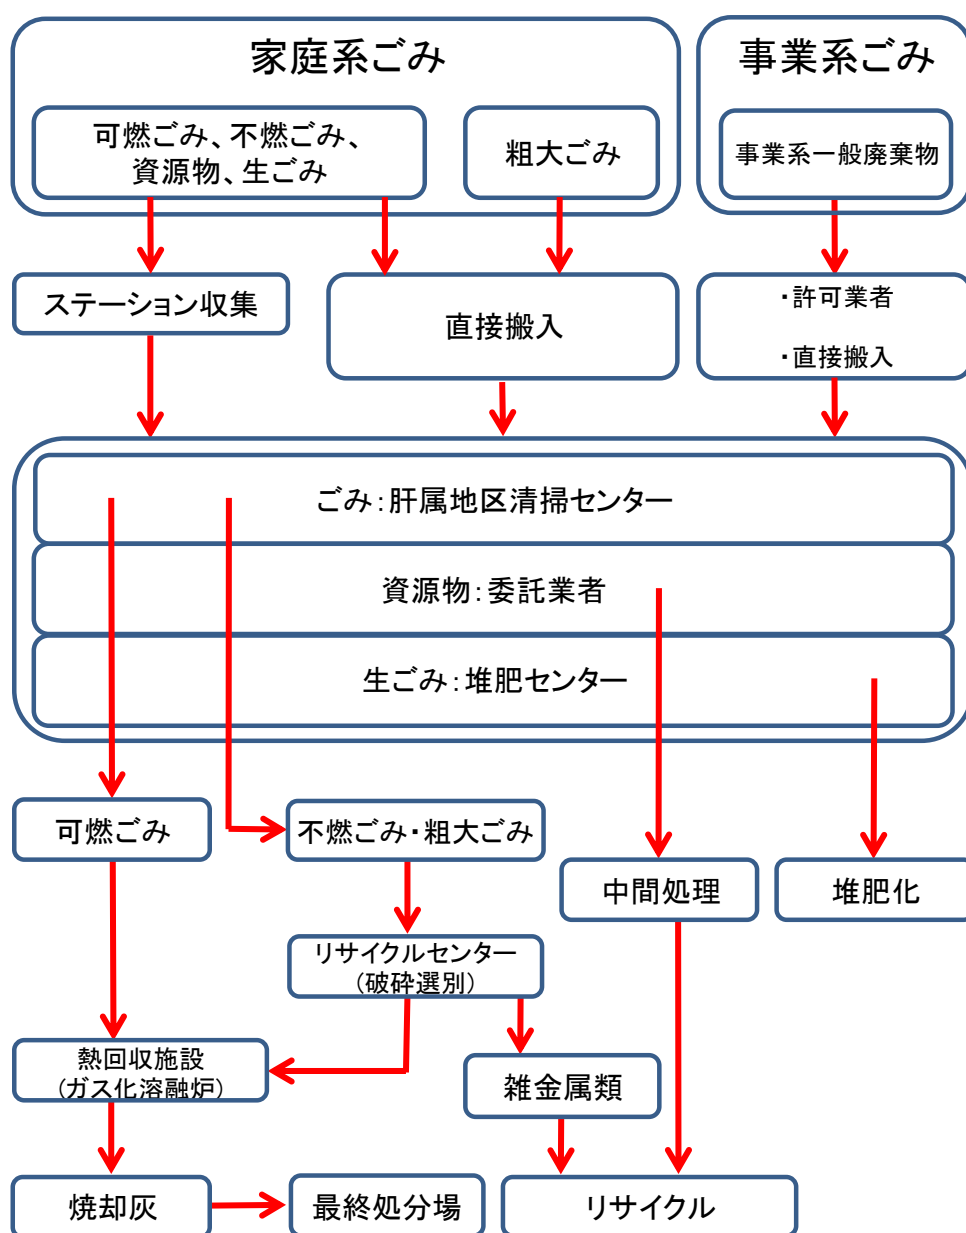 家庭系ごみ
事業系ごみ
可燃ごみ、不燃ごみ、
資源物、生ごみ
粗大ごみ
事業系一般廃棄物
ステーション収集
直接搬入
・許可業者
・直接搬入
ごみ：肝属地区清掃センター
資源物：委託業者
生ごみ：堆肥センター
可燃ごみ
不燃ごみ・粗大ごみ
中間処理
堆肥化
リサイクルセンター
(破砕選別)
熱回収施設
(ガス化溶融炉)
雑金属類
焼却灰
最終処分場
リサイクル